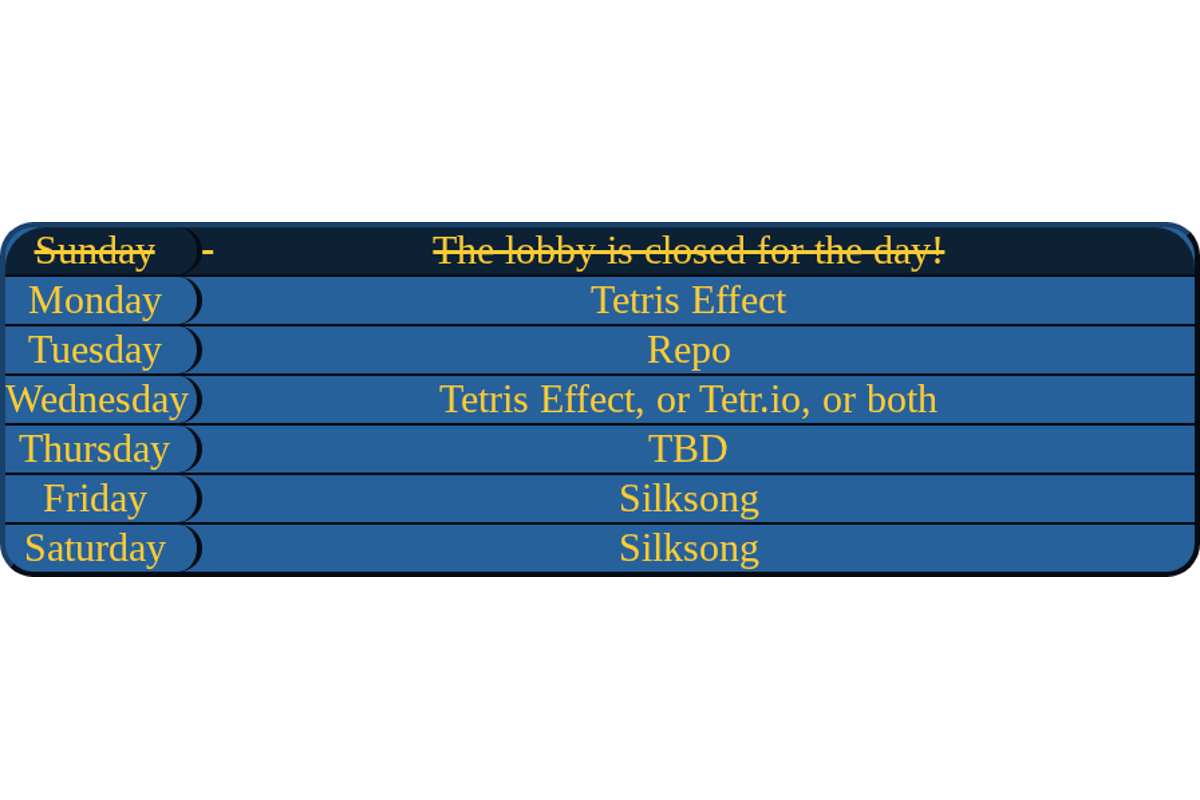 Sunday - The lobby is closed for the day!
Monday Tetris Effect
Tuesday Repo
Wednesday Tetris Effect, or Tetr.io, or both
Thursday TBD
Friday Silksong
Saturday Silksong